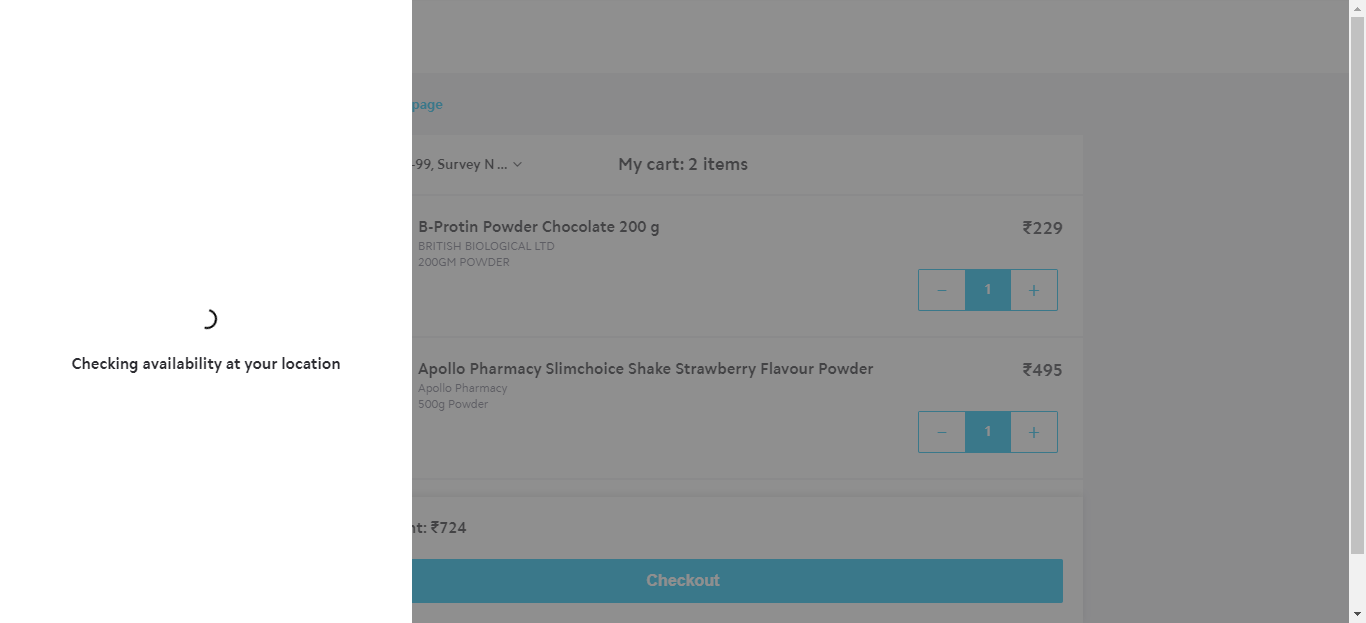 Checking availability at your location
page
-99, Survey N ...
My cart: 2 items
B-Protin Powder Chocolate 200 g
₹229
BRITISH BIOLOGICAL LTD
200GM POWDER
− 1 +
Apollo Pharmacy Slimchoice Shake Strawberry Flavour Powder
₹495
Apollo Pharmacy
500g Powder
− 1 +
nt: ₹724
Checkout